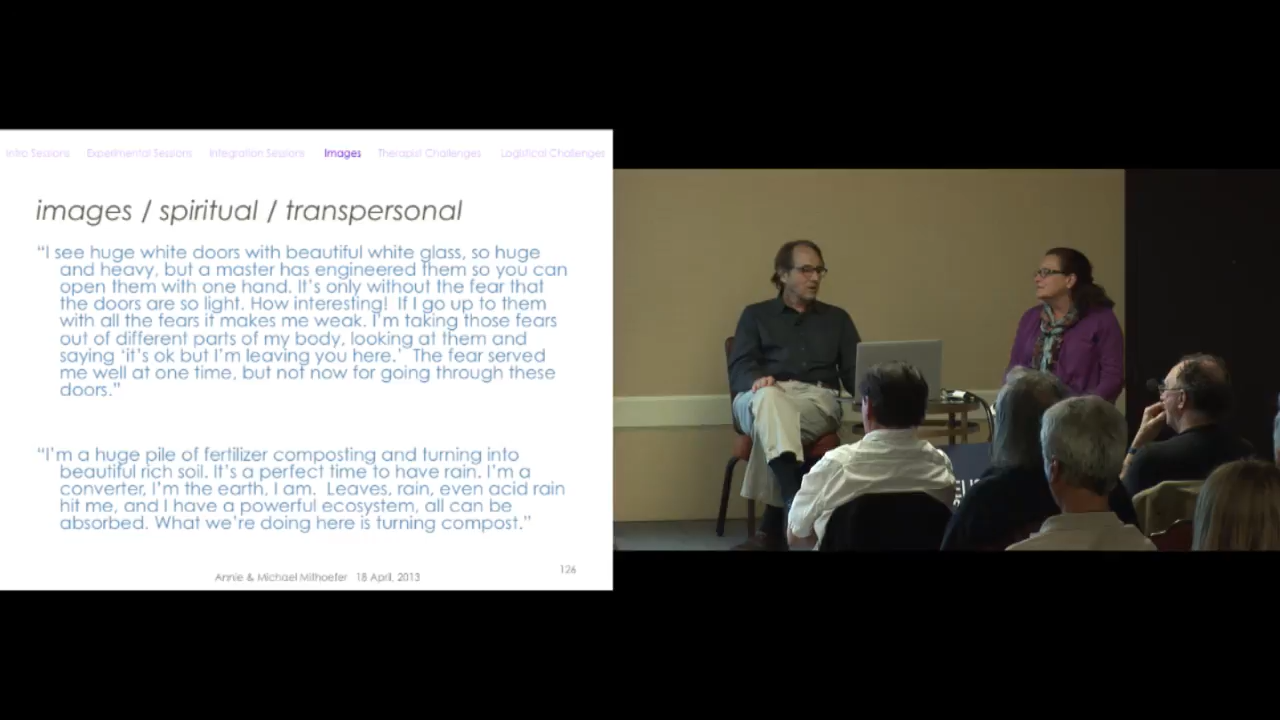 Intro Sessions Experimental Sessions Integration Sessions Images Therapist Challenges Logistical Challenges
images / spiritual / transpersonal
“I see huge white doors with beautiful white glass, so huge
and heavy, but a master has engineered them so you can
open them with one hand. It’s only without the fear that
the doors are so light. How interesting! If I go up to them
with all the fears it makes me weak. I’m taking those fears
out of different parts of my body, looking at them and
saying ‘it’s ok but I’m leaving you here.’ The fear served
me well at one time, but not now for going through these
doors.”
“I’m a huge pile of fertilizer composting and turning into
beautiful rich soil. It’s a perfect time to have rain. I’m a
converter, I’m the earth, I am. Leaves, rain, even acid rain
hit me, and I have a powerful ecosystem, all can be
absorbed. What we’re doing here is turning compost.”
Annie & Michael Mithoefer 18 April, 2013
126